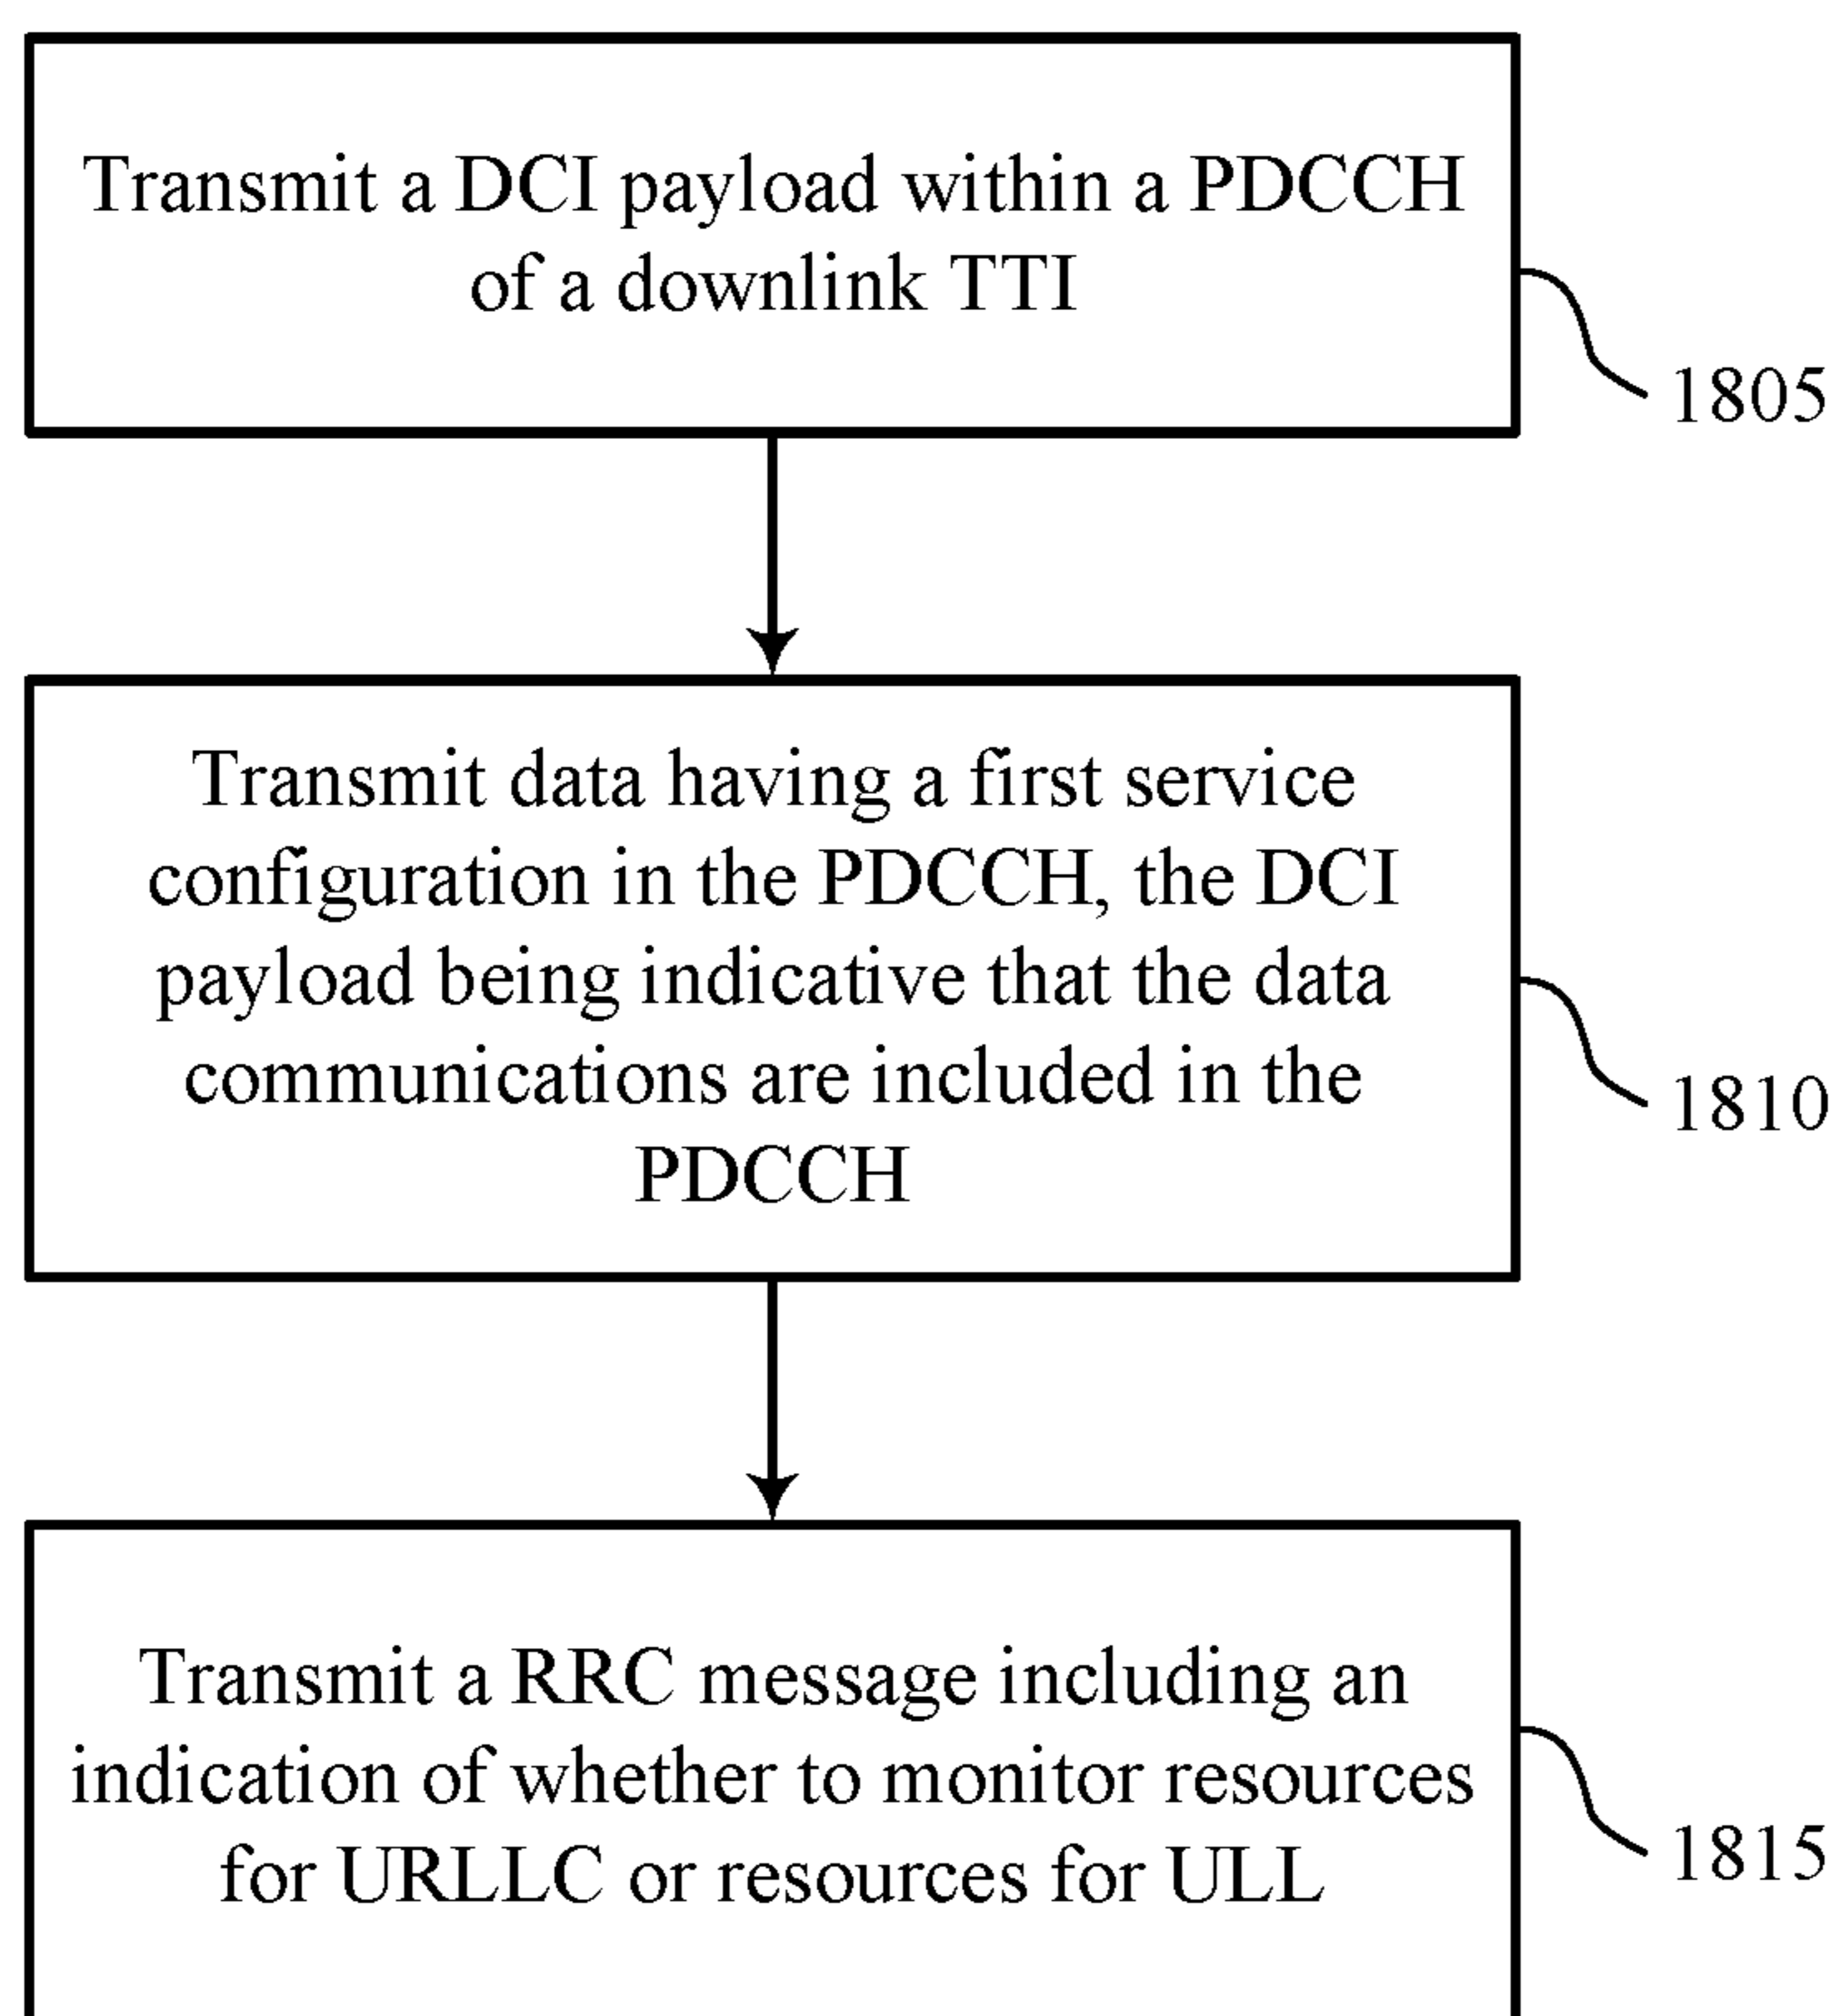 Transmit a DCI payload within a PDCCH
of a downlink TTI
1805
Transmit data having a first service
configuration in the PDCCH, the DCI
payload being indicative that the data
communications are included in the
PDCCH
1810
Transmit a RRC message including an
indication of whether to monitor resources
for URLLC or resources for ULL
1815